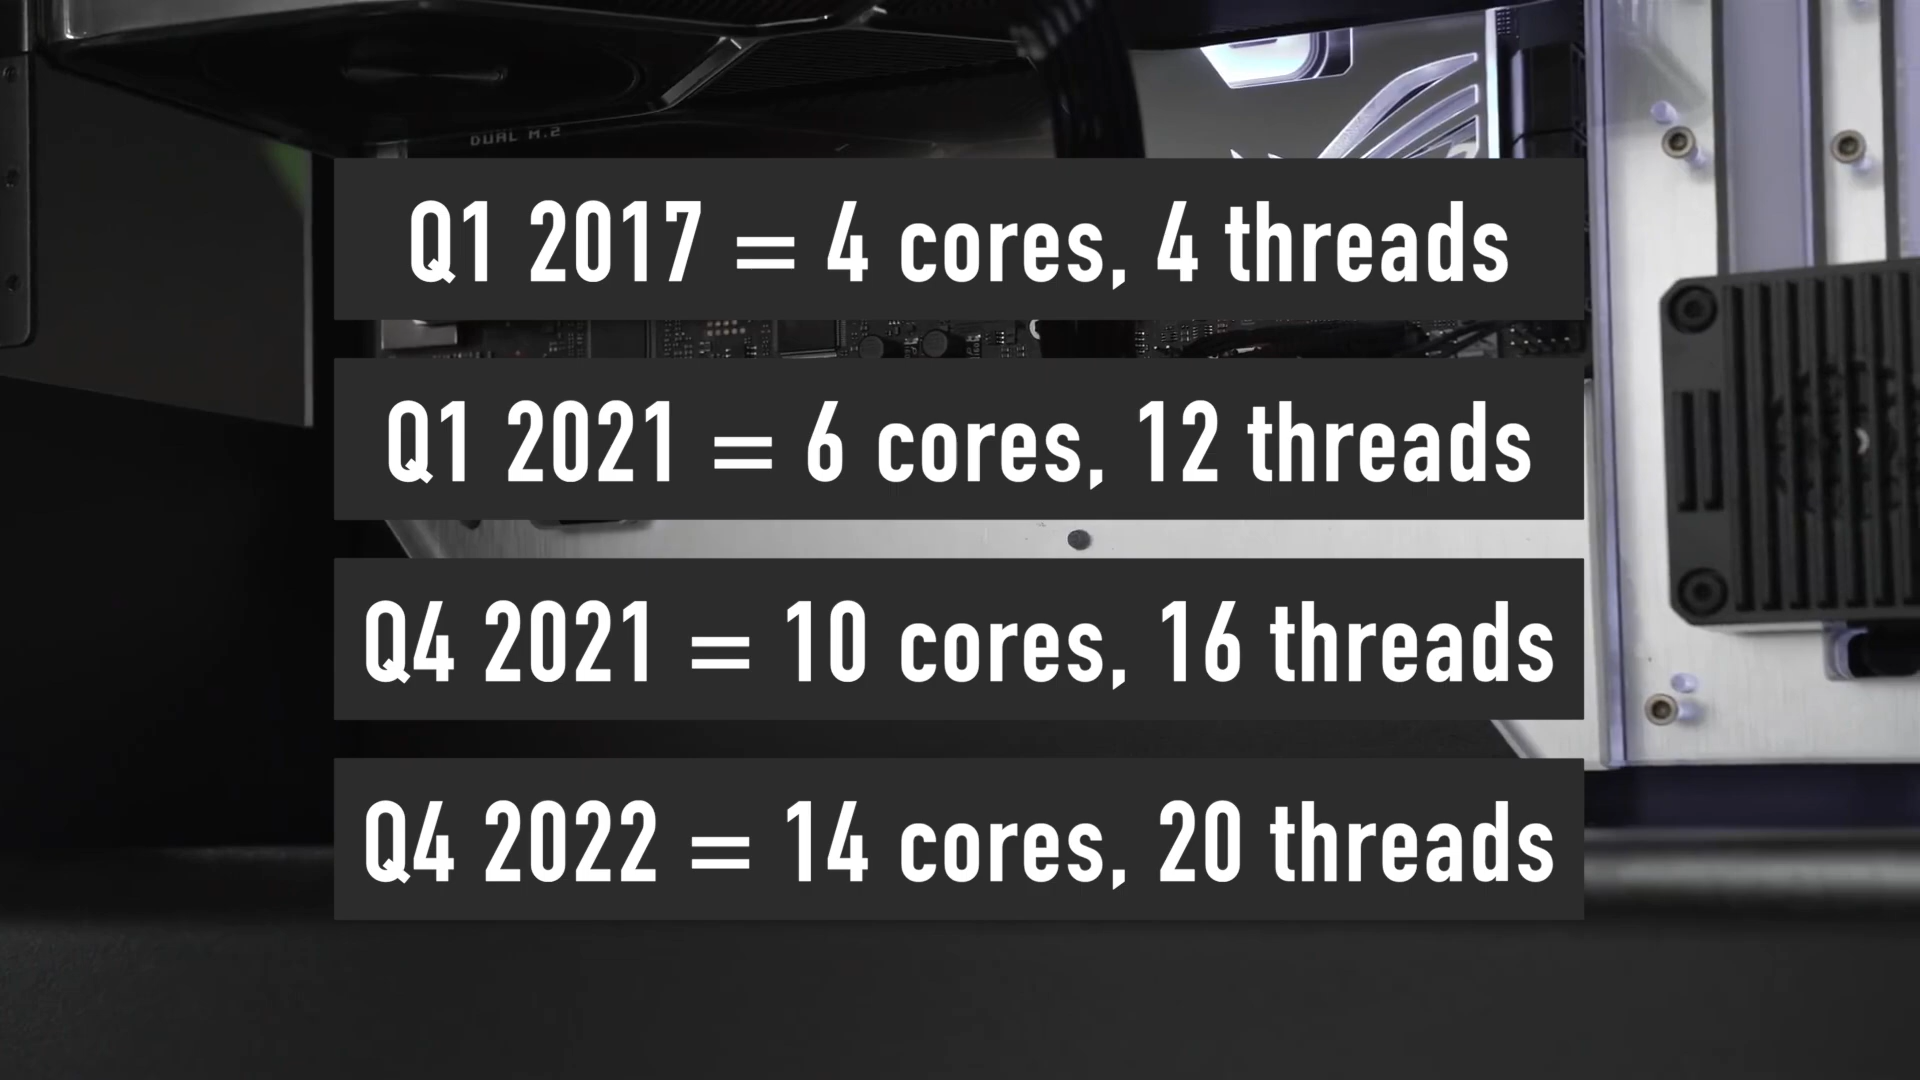 DUAL M.2
Q1 2017 = 4 cores, 4 threads
Q1 2021 = 6 cores, 12 threads
Q4 2021 = 10 cores, 16 threads
Q4 2022 = 14 cores, 20 threads